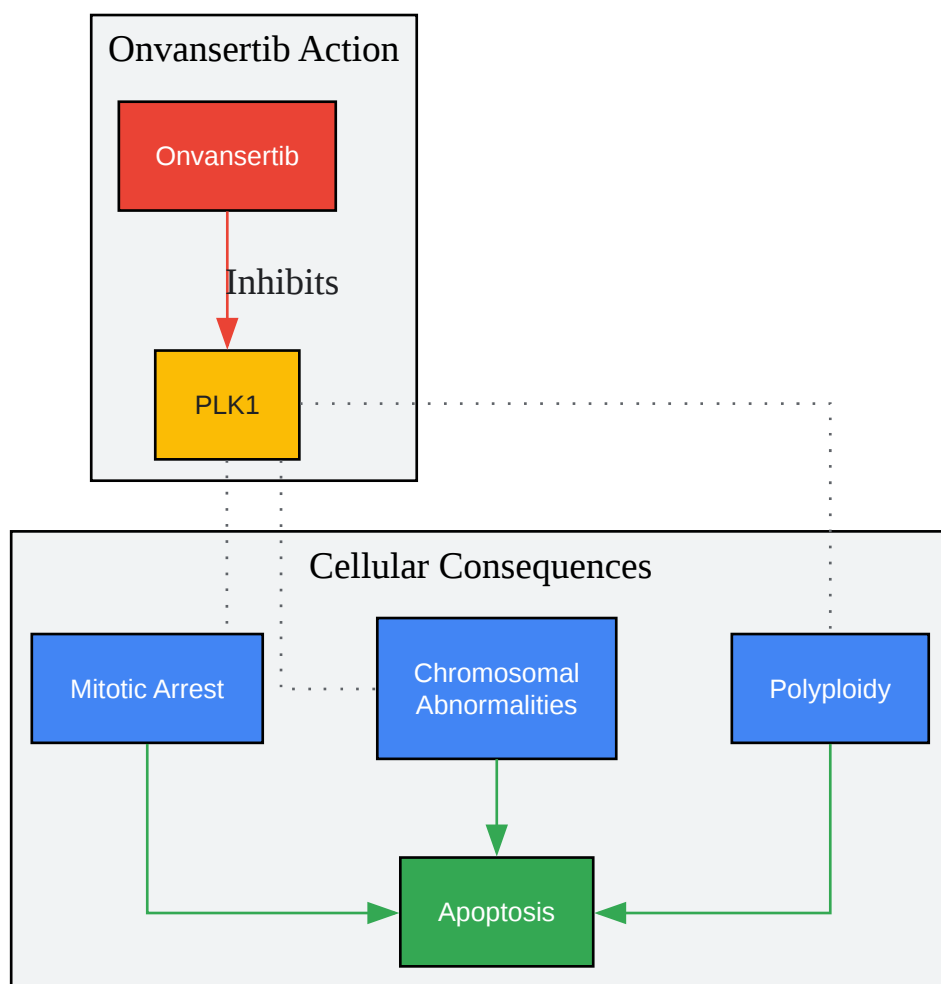 Onvansertib Action
Onvansertib
Inhibits
PLK1
Cellular Consequences
Mitotic Arrest
Chromosomal
Abnormalities
Polyploidy
Apoptosis